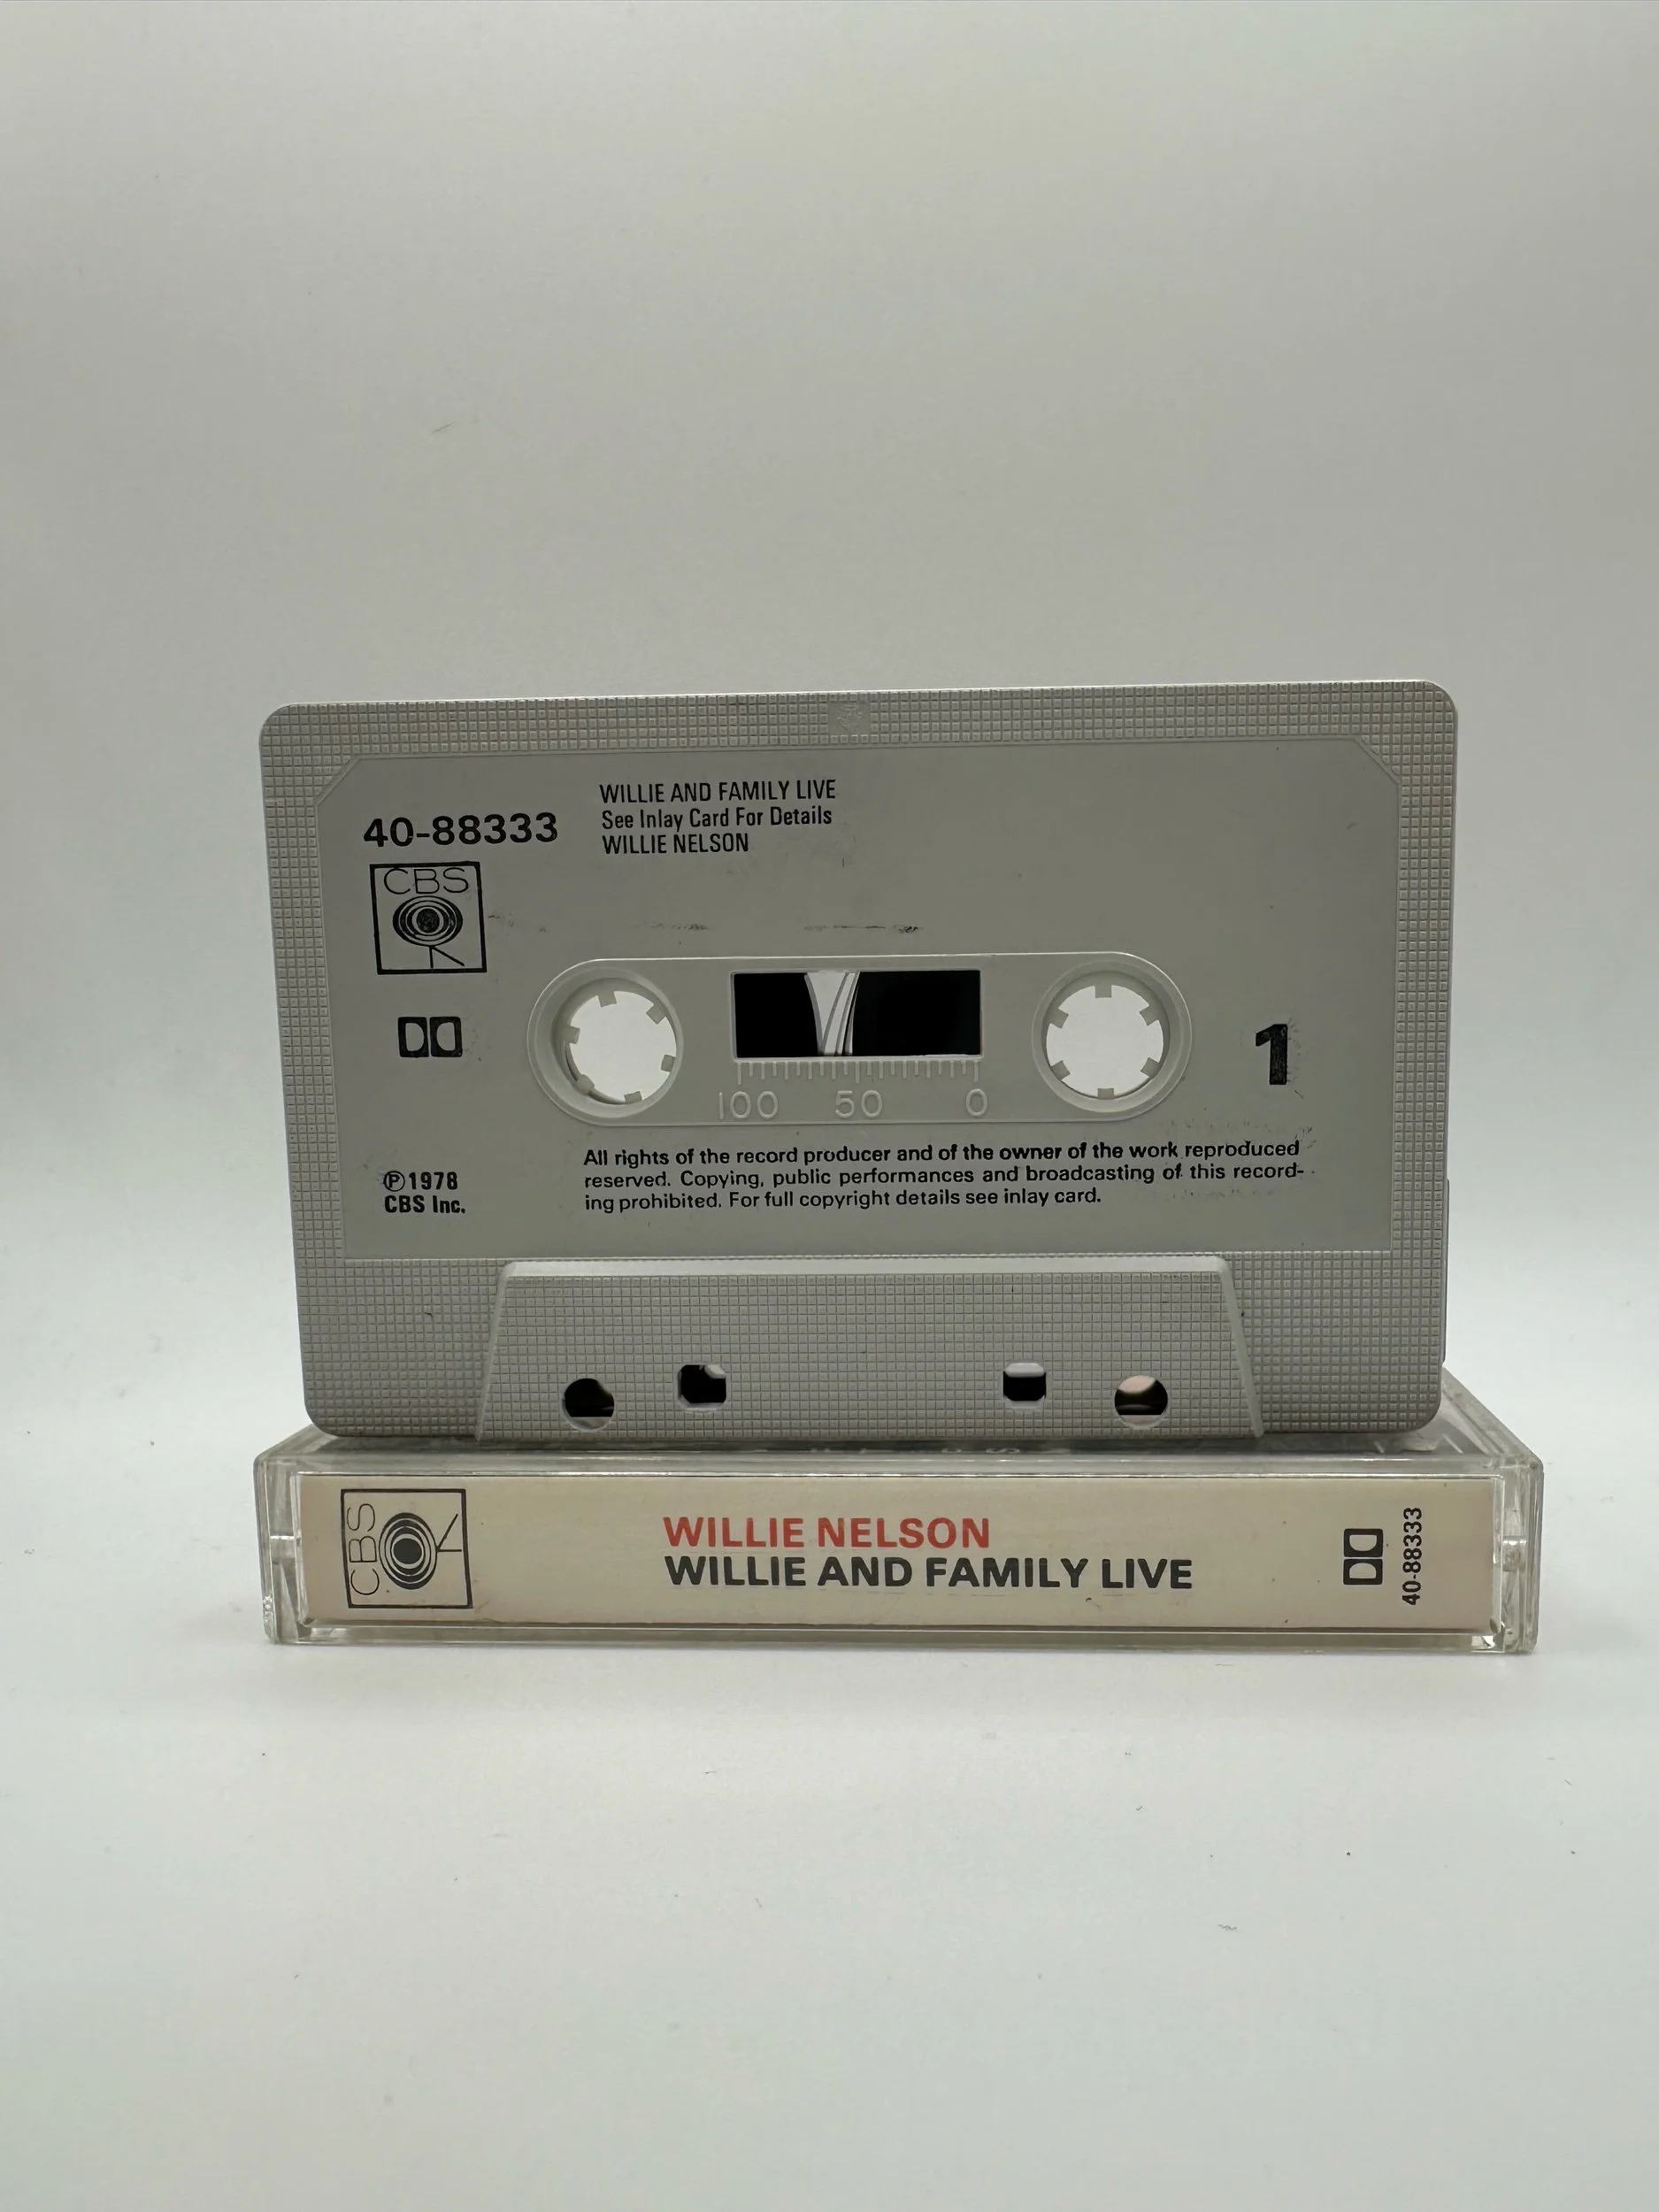 40-88333
WILLIE AND FAMILY LIVE
See Inlay Card For Details
WILLIE NELSON
CBS
1
100 50 0
℗1978
CBS Inc.
All rights of the record producer and of the owner of the work reproduced
reserved. Copying, public performances and broadcasting of this record-
ing prohibited. For full copyright details see inlay card.
CBS
WILLIE NELSON
WILLIE AND FAMILY LIVE
40-88333